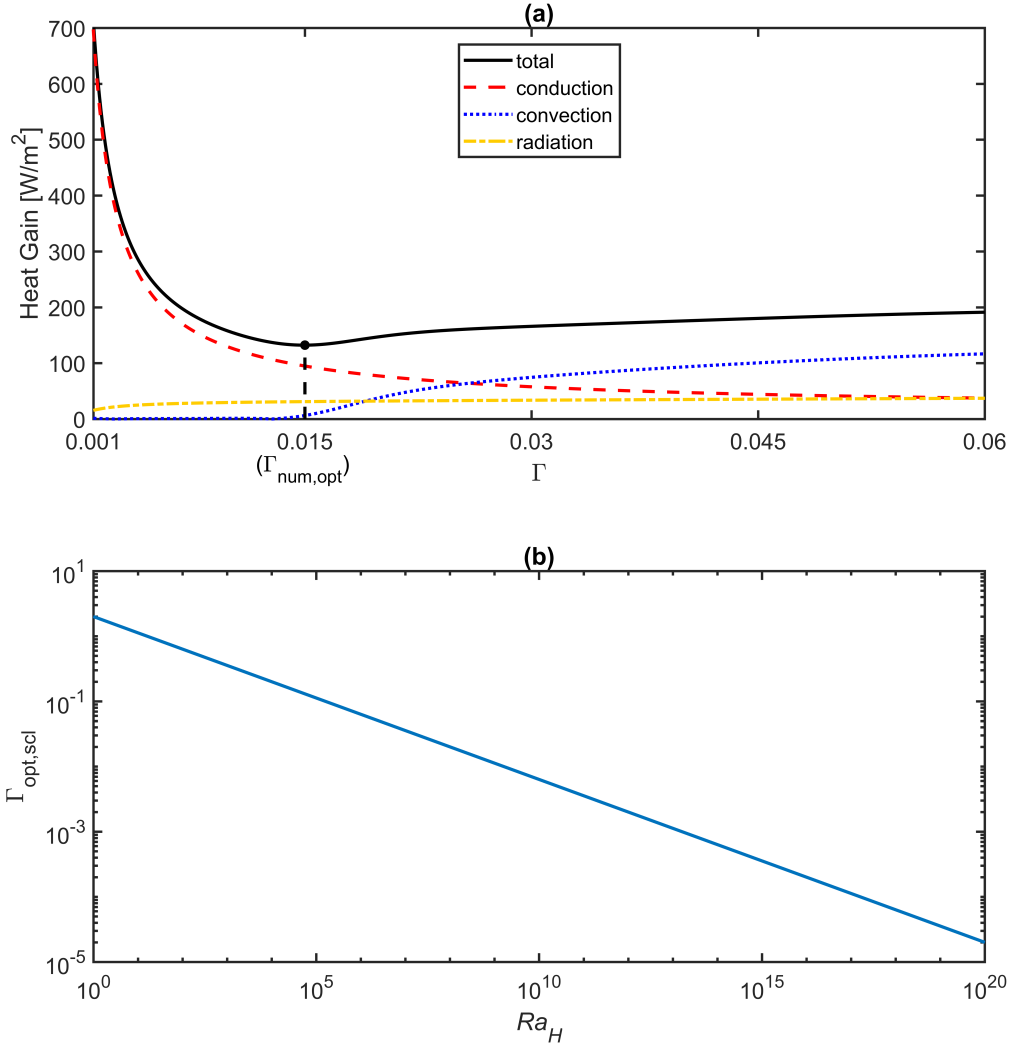 (a)
700
600
500
400
300
200
100
0
Heat Gain [W/m²]
total
conduction
convection
radiation
0.001 0.015 0.03 0.045 0.06
(Γnum,opt)
Γ
(b)
10¹
10⁻¹
10⁻³
10⁻⁵
Γopt,scl
10⁰ 10⁵ 10¹⁰ 10¹⁵ 10²⁰
RaH